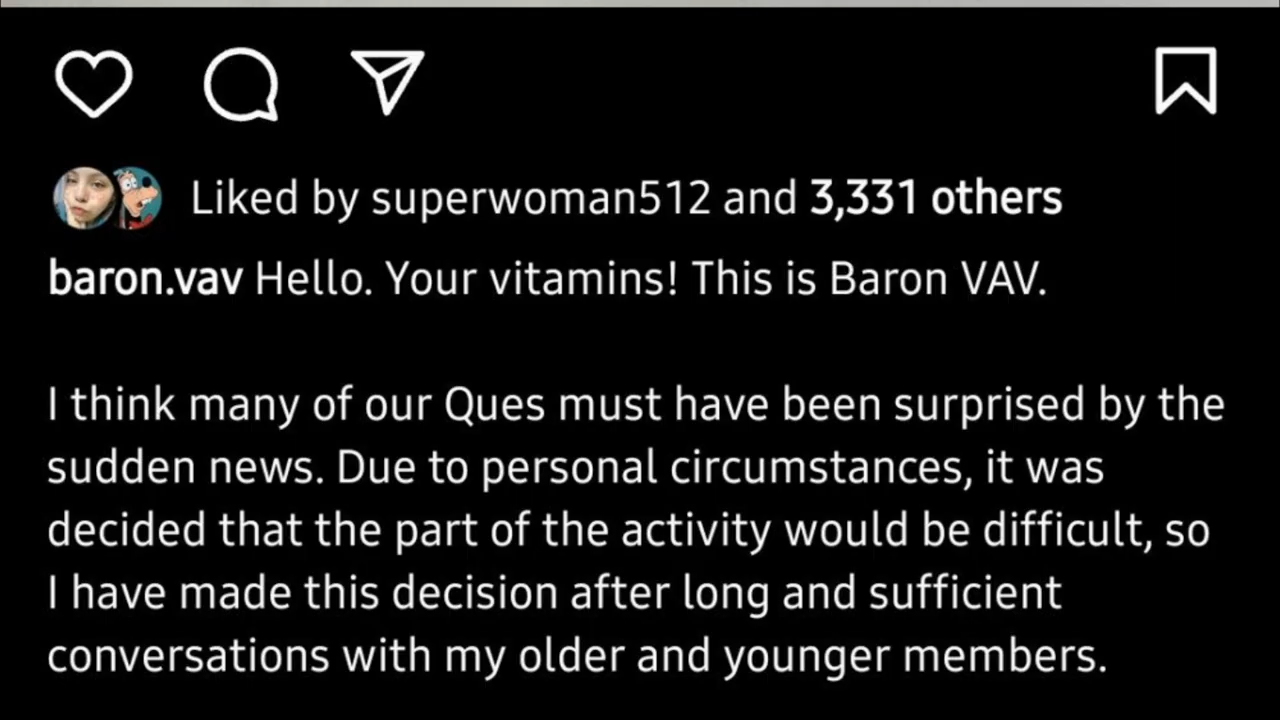 Liked by superwoman512 and 3,331 others
baron.vav Hello. Your vitamins! This is Baron VAV.
I think many of our Ques must have been surprised by the
sudden news. Due to personal circumstances, it was
decided that the part of the activity would be difficult, so
I have made this decision after long and sufficient
conversations with my older and younger members.